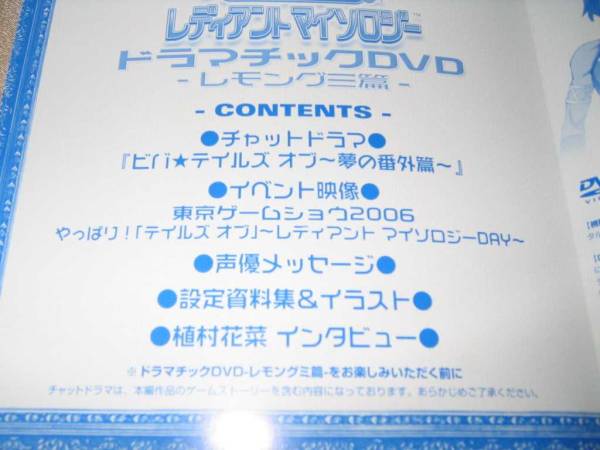 レディアントマイソロジー™
ドラマチックDVD
-レモングミ篇-
- CONTENTS -
●チャットドラマ●
『ビバ★テイルズ オブ～夢の番外篇～』
●イベント映像●
東京ゲームショウ2006
やっぱり！「テイルズ オブ」～レディアント マイソロジーDAY～
●声優メッセージ●
●設定資料集&イラスト●
●植村花菜 インタビュー●
※ドラマチックDVD-レモングミ篇-をお楽しみいただく前に
チャットドラマは、本編作品のゲームストーリーを含む内容になっております。あらかじめご了承ください。